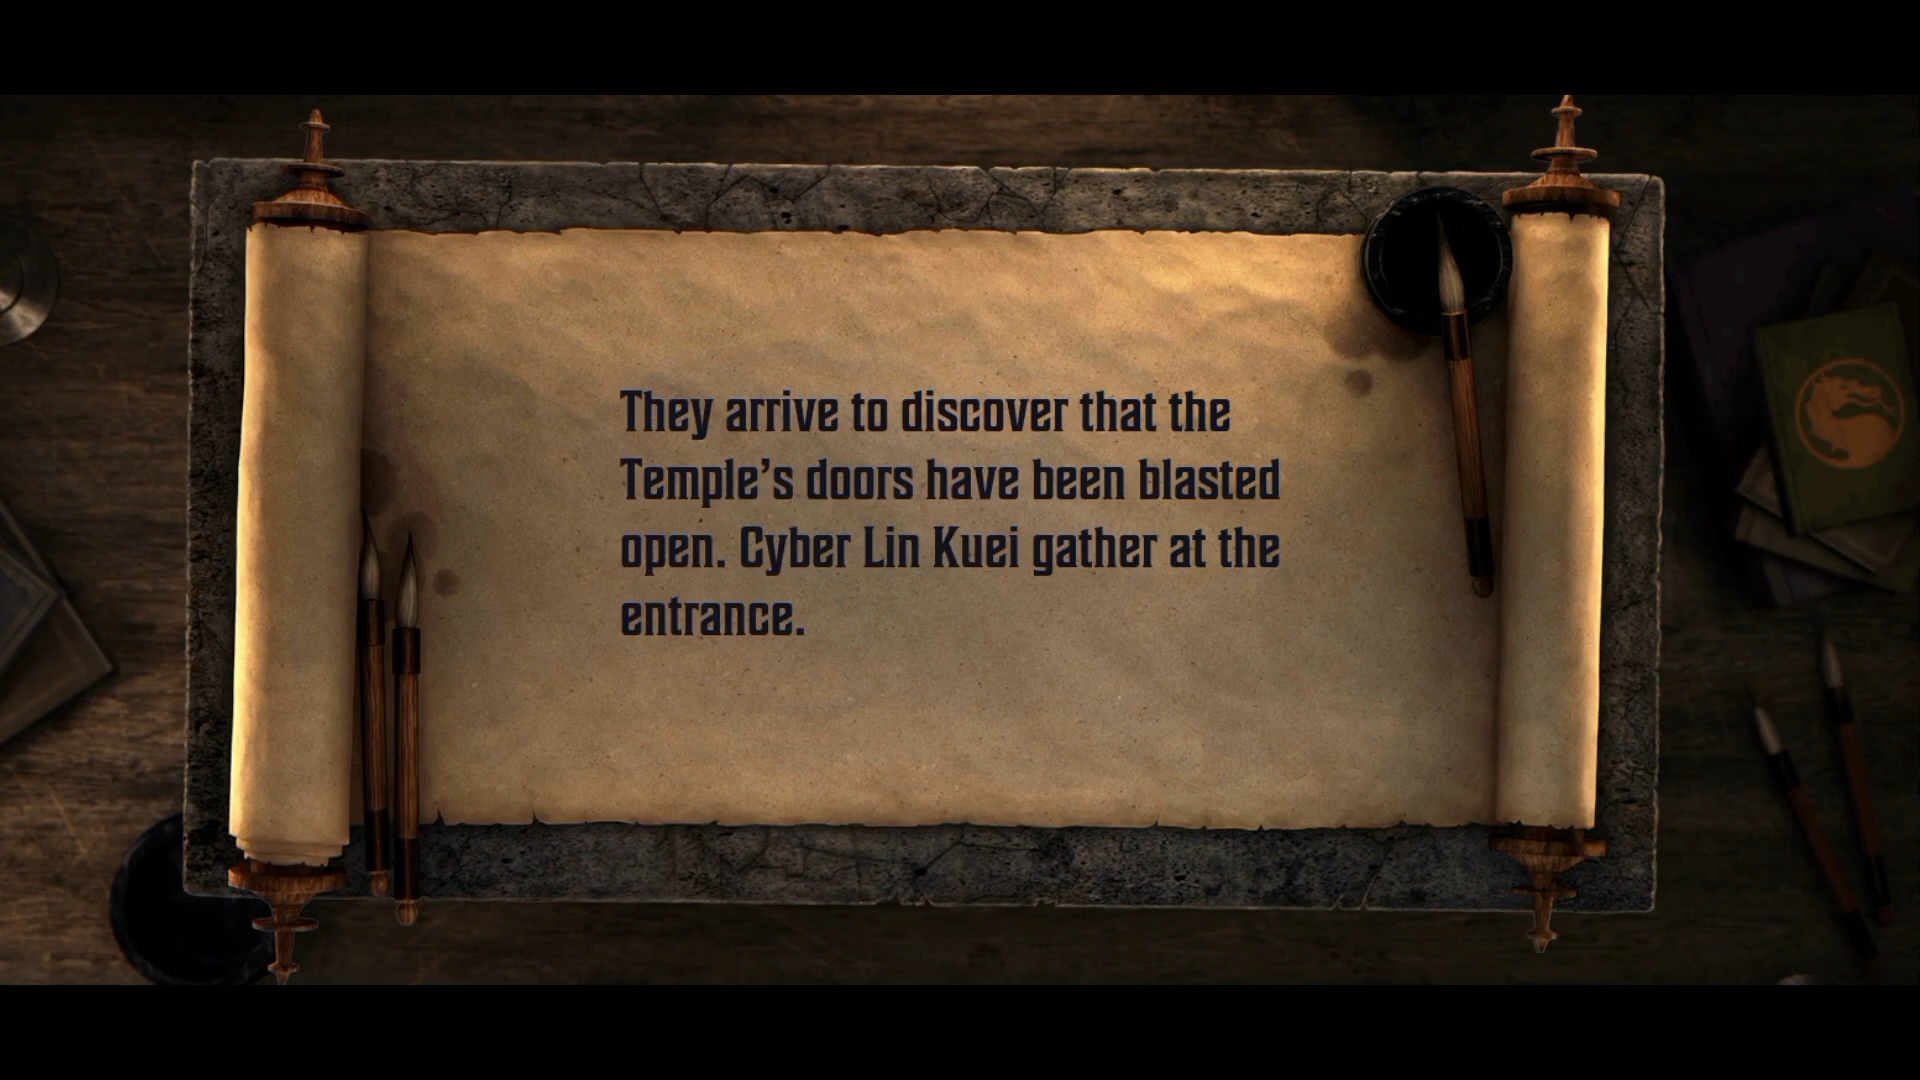 They arrive to discover that the
Temple’s doors have been blasted
open. Cyber Lin Kuei gather at the
entrance.